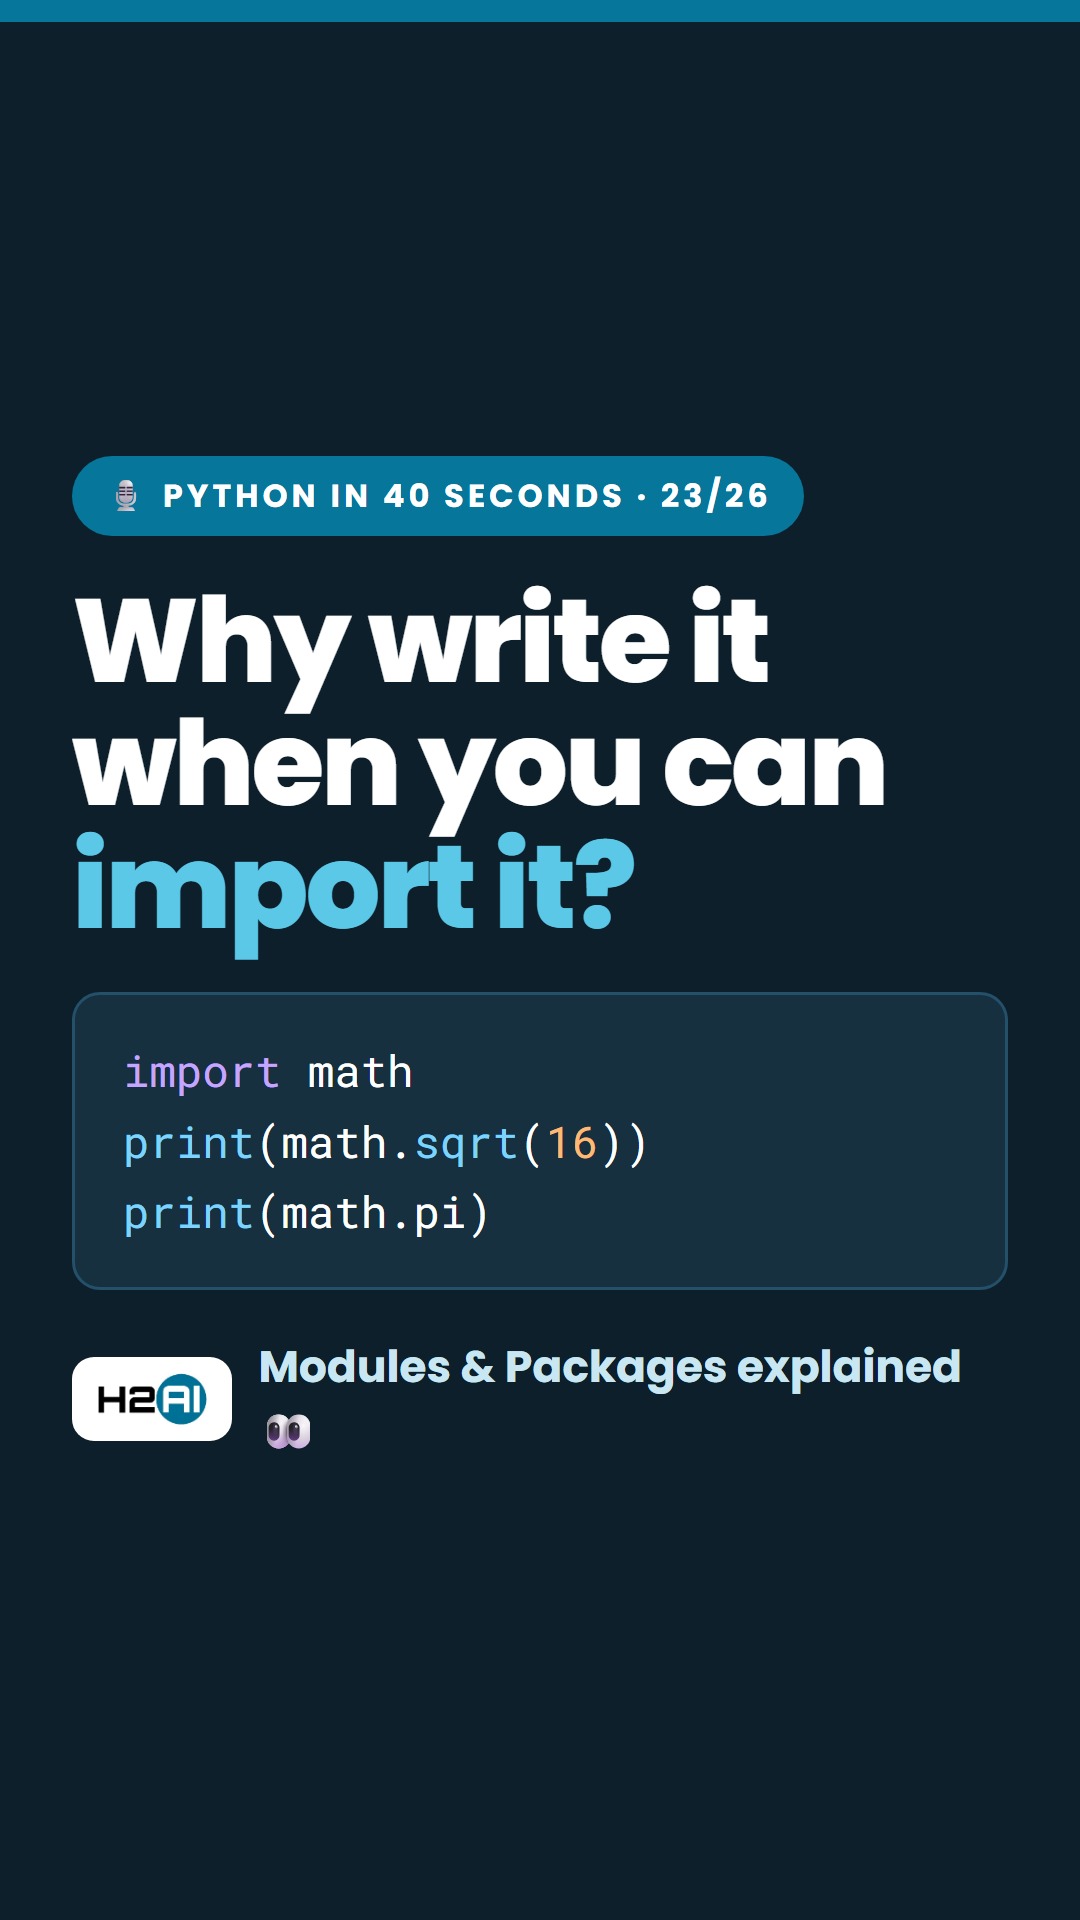 🎙️ PYTHON IN 40 SECONDS · 23/26
Why write it
when you can
import it?
import math
print(math.sqrt(16))
print(math.pi)
H2AI
Modules & Packages explained
👀